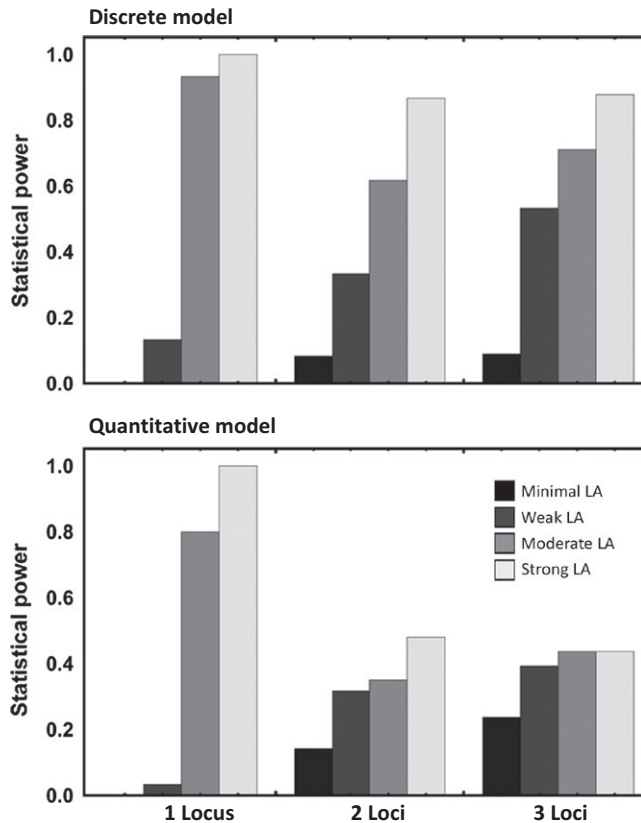 Discrete model
Statistical power
1.0
0.8
0.6
0.4
0.2
0.0
Quantitative model
Statistical power
1.0
0.8
0.6
0.4
0.2
0.0
Minimal LA
Weak LA
Moderate LA
Strong LA
1 Locus 2 Loci 3 Loci